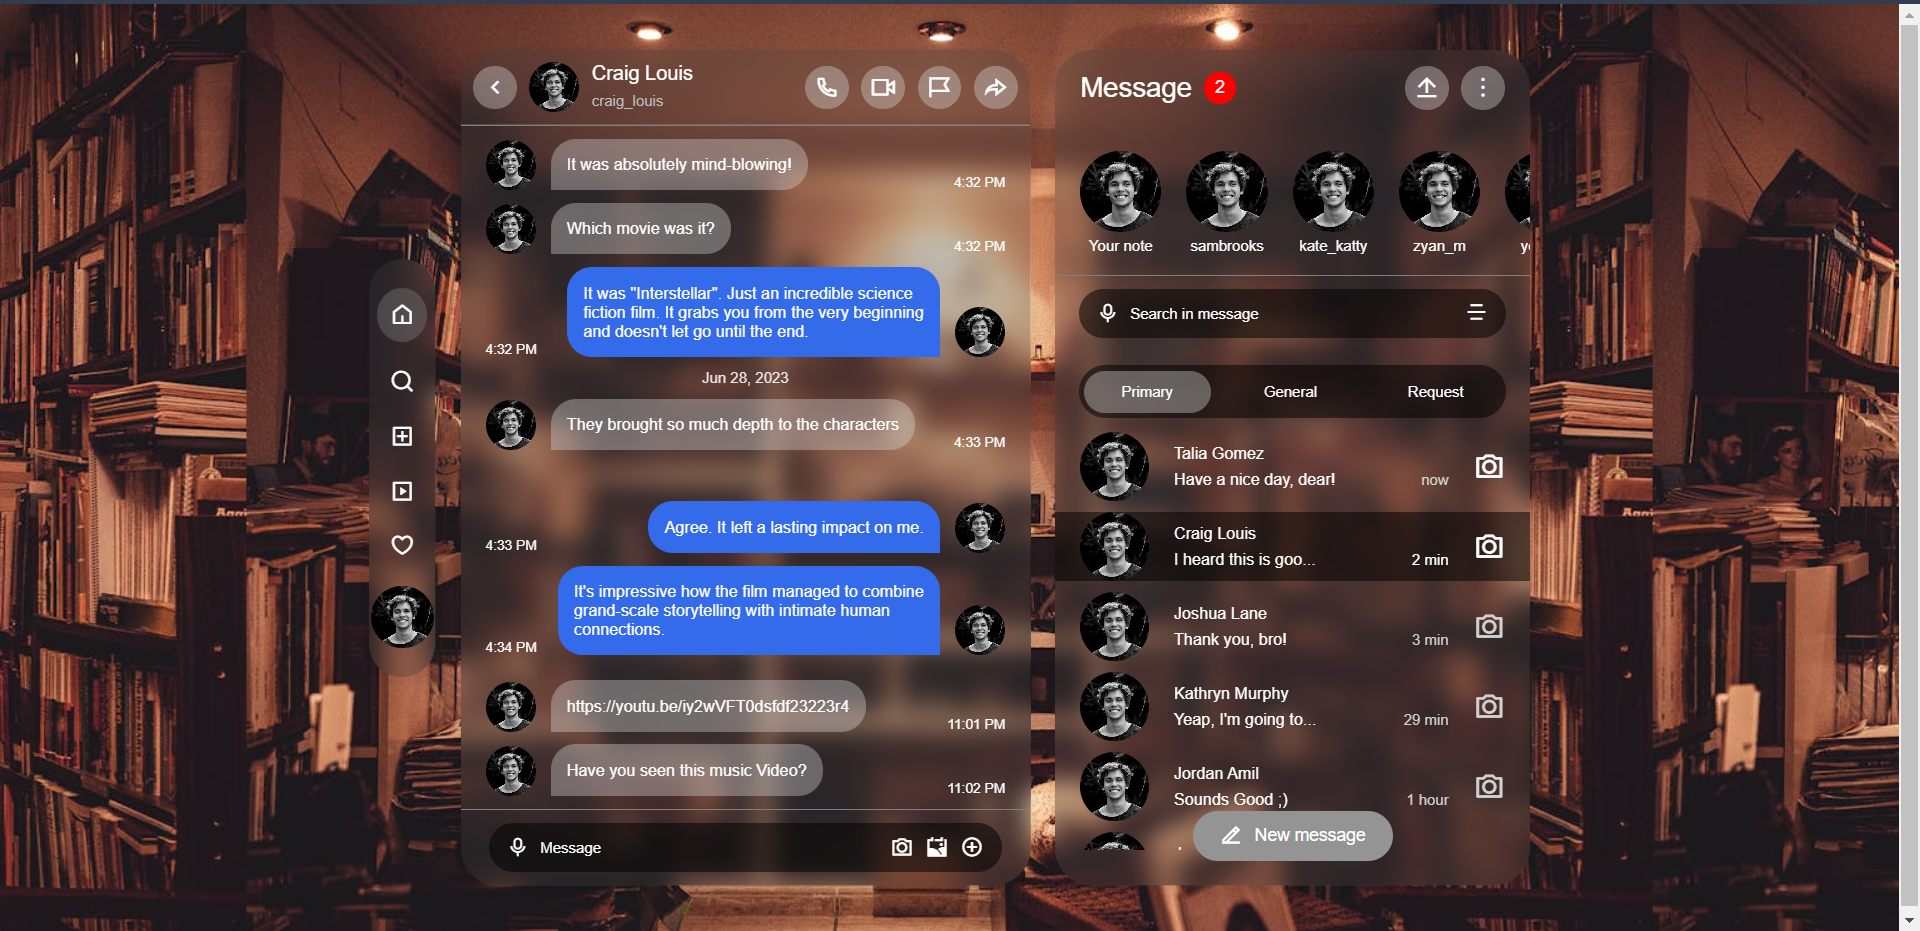 Craig Louis
craig_louis
It was absolutely mind-blowing!
4:32 PM
Which movie was it?
4:32 PM
It was "Interstellar". Just an incredible science
fiction film. It grabs you from the very beginning
and doesn't let go until the end.
4:32 PM
Jun 28, 2023
They brought so much depth to the characters
4:33 PM
Agree. It left a lasting impact on me.
4:33 PM
It's impressive how the film managed to combine
grand-scale storytelling with intimate human
connections.
4:34 PM
https://youtu.be/iy2wVFT0dsfdf23223r4
11:01 PM
Have you seen this music Video?
11:02 PM
Message
Message 2
Your note sambrooks kate_katty zyan_m
Search in message
Primary General Request
Talia Gomez
Have a nice day, dear! now
Craig Louis
I heard this is goo... 2 min
Joshua Lane
Thank you, bro! 3 min
Kathryn Murphy
Yeap, I'm going to... 29 min
Jordan Amil
Sounds Good ;) 1 hour
New message